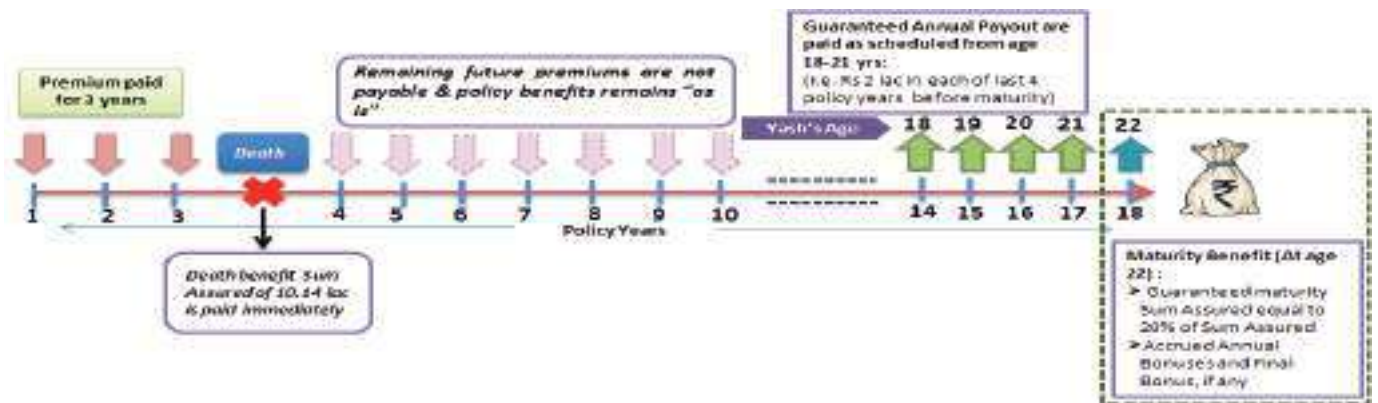 Guaranteed Annual Payout are
paid as scheduled from age
18-21 yrs:
(i.e. Rs 2 lac in each of last 4
policy years before maturity)
Premium paid
for 3 years
Remaining future premiums are not
payable & policy benefits remains "as
is"
Yash's Age
18 19 20 21 22
Death
1 2 3 4 5 6 7 8 9 10 14 15 16 17 18
Policy Years
Death benefit Sum
Assured of 10.14 lac
is paid immediately
Maturity Benefit (At age
22) :
➤ Guaranteed maturity
Sum Assured equal to
20% of Sum Assured
➤ Accrued Annual
Bonuses and Final
Bonus, if any
₹